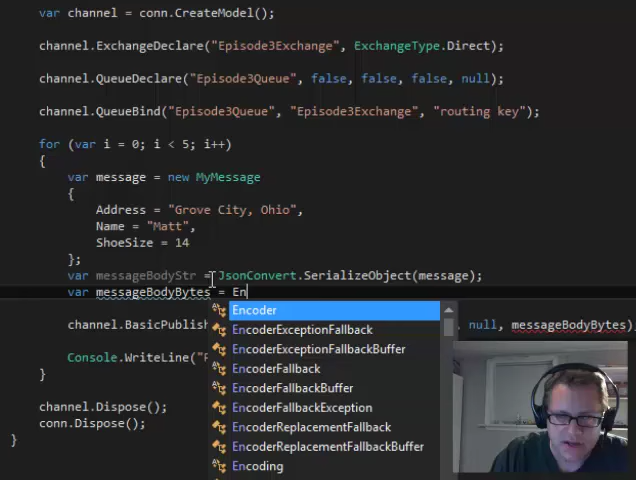 var channel = conn.CreateModel();
channel.ExchangeDeclare("Episode3Exchange", ExchangeType.Direct);
channel.QueueDeclare("Episode3Queue", false, false, false, null);
channel.QueueBind("Episode3Queue", "Episode3Exchange", "routing key");
for (var i = 0; i < 5; i++)
{
var message = new MyMessage
{
Address = "Grove City, Ohio",
Name = "Matt",
ShoeSize = 14
};
var messageBodyStr = JsonConvert.SerializeObject(message);
var messageBodyBytes = En
Encoder
EncoderExceptionFallback
EncoderExceptionFallbackBuffer
EncoderFallback
EncoderFallbackBuffer
EncoderFallbackException
EncoderReplacementFallback
EncoderReplacementFallbackBuffer
Encoding
channel.BasicPublish , null, messageBodyBytes)
Console.WriteLine("
}
channel.Dispose();
conn.Dispose();
}